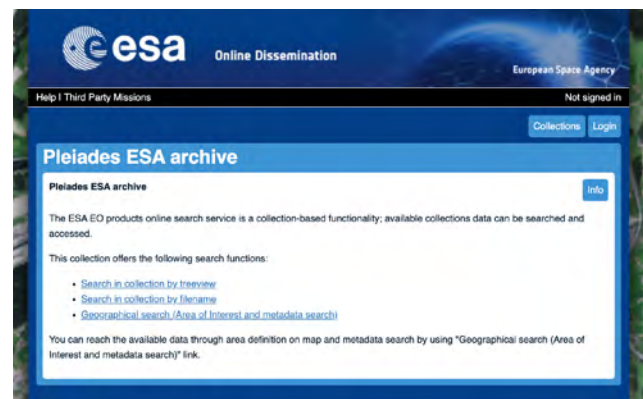 esa
Online Dissemination
European Space Agency
Help I Third Party Missions
Not signed in
Collections
Login
Pleiades ESA archive
Pleiades ESA archive
Info
The ESA EO products online search service is a collection-based functionality; available collections data can be searched and
accessed.
This collection offers the following search functions:
• Search in collection by treeview
• Search in collection by filename
• Geographical search (Area of Interest and metadata search)
You can reach the available data through area definition on map and metadata search by using "Geographical search (Area of
Interest and metadata search)" link.